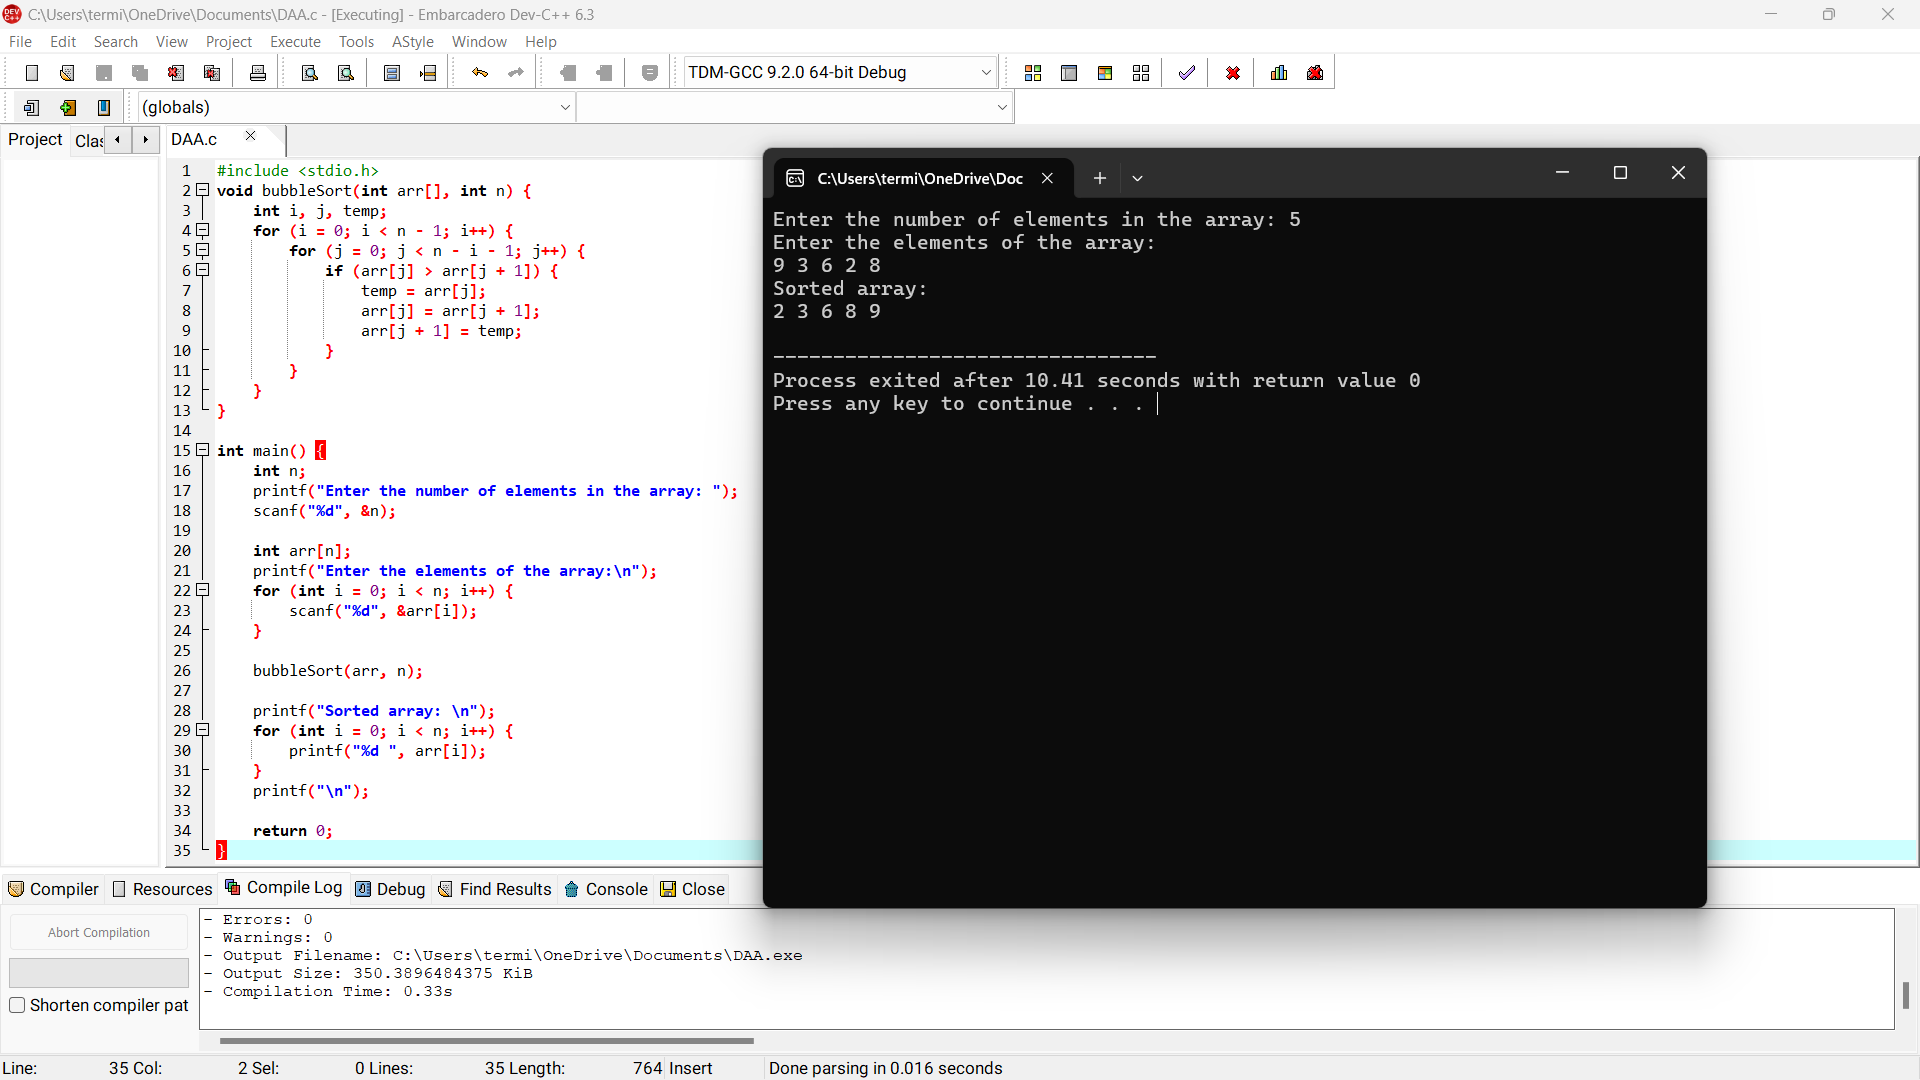 C:\Users\termi\OneDrive\Documents\DAA.c - [Executing] - Embarcadero Dev-C++ 6.3
File Edit Search View Project Execute Tools AStyle Window Help
TDM-GCC 9.2.0 64-bit Debug
(globals)
Project Clas DAA.c
1 #include <stdio.h>
2 void bubbleSort(int arr[], int n) {
3 int i, j, temp;
4 for (i = 0; i < n - 1; i++) {
5 for (j = 0; j < n - i - 1; j++) {
6 if (arr[j] > arr[j + 1]) {
7 temp = arr[j];
8 arr[j] = arr[j + 1];
9 arr[j + 1] = temp;
10 }
11 }
12 }
13 }
14
15 int main() {
16 int n;
17 printf("Enter the number of elements in the array: ");
18 scanf("%d", &n);
19
20 int arr[n];
21 printf("Enter the elements of the array:\n");
22 for (int i = 0; i < n; i++) {
23 scanf("%d", &arr[i]);
24 }
25
26 bubbleSort(arr, n);
27
28 printf("Sorted array: \n");
29 for (int i = 0; i < n; i++) {
30 printf("%d ", arr[i]);
31 }
32 printf("\n");
33
34 return 0;
35 }
C:\Users\termi\OneDrive\Doc
Enter the number of elements in the array: 5
Enter the elements of the array:
9 3 6 2 8
Sorted array:
2 3 6 8 9
--------------------------------
Process exited after 10.41 seconds with return value 0
Press any key to continue . . .
Compiler Resources Compile Log Debug Find Results Console Close
Abort Compilation
Shorten compiler pat
- Errors: 0
- Warnings: 0
- Output Filename: C:\Users\termi\OneDrive\Documents\DAA.exe
- Output Size: 350.3896484375 KiB
- Compilation Time: 0.33s
Line: 35 Col: 2 Sel: 0 Lines: 35 Length: 764 Insert Done parsing in 0.016 seconds